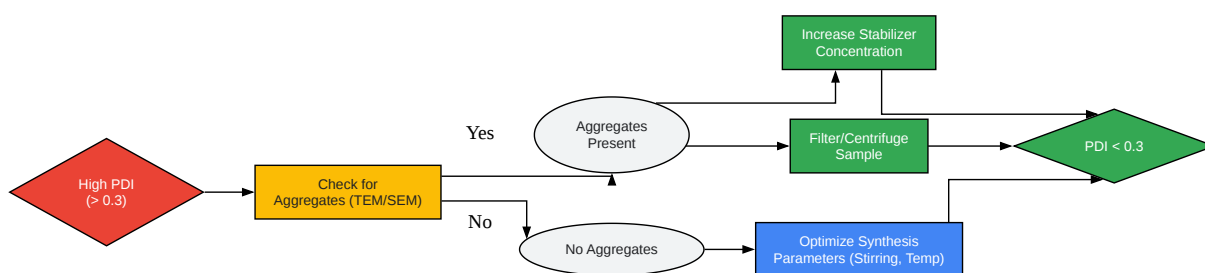 High PDI
(> 0.3)
Check for
Aggregates (TEM/SEM)
Yes
No
Aggregates
Present
No Aggregates
Increase Stabilizer
Concentration
Filter/Centrifuge
Sample
Optimize Synthesis
Parameters (Stirring, Temp)
PDI < 0.3